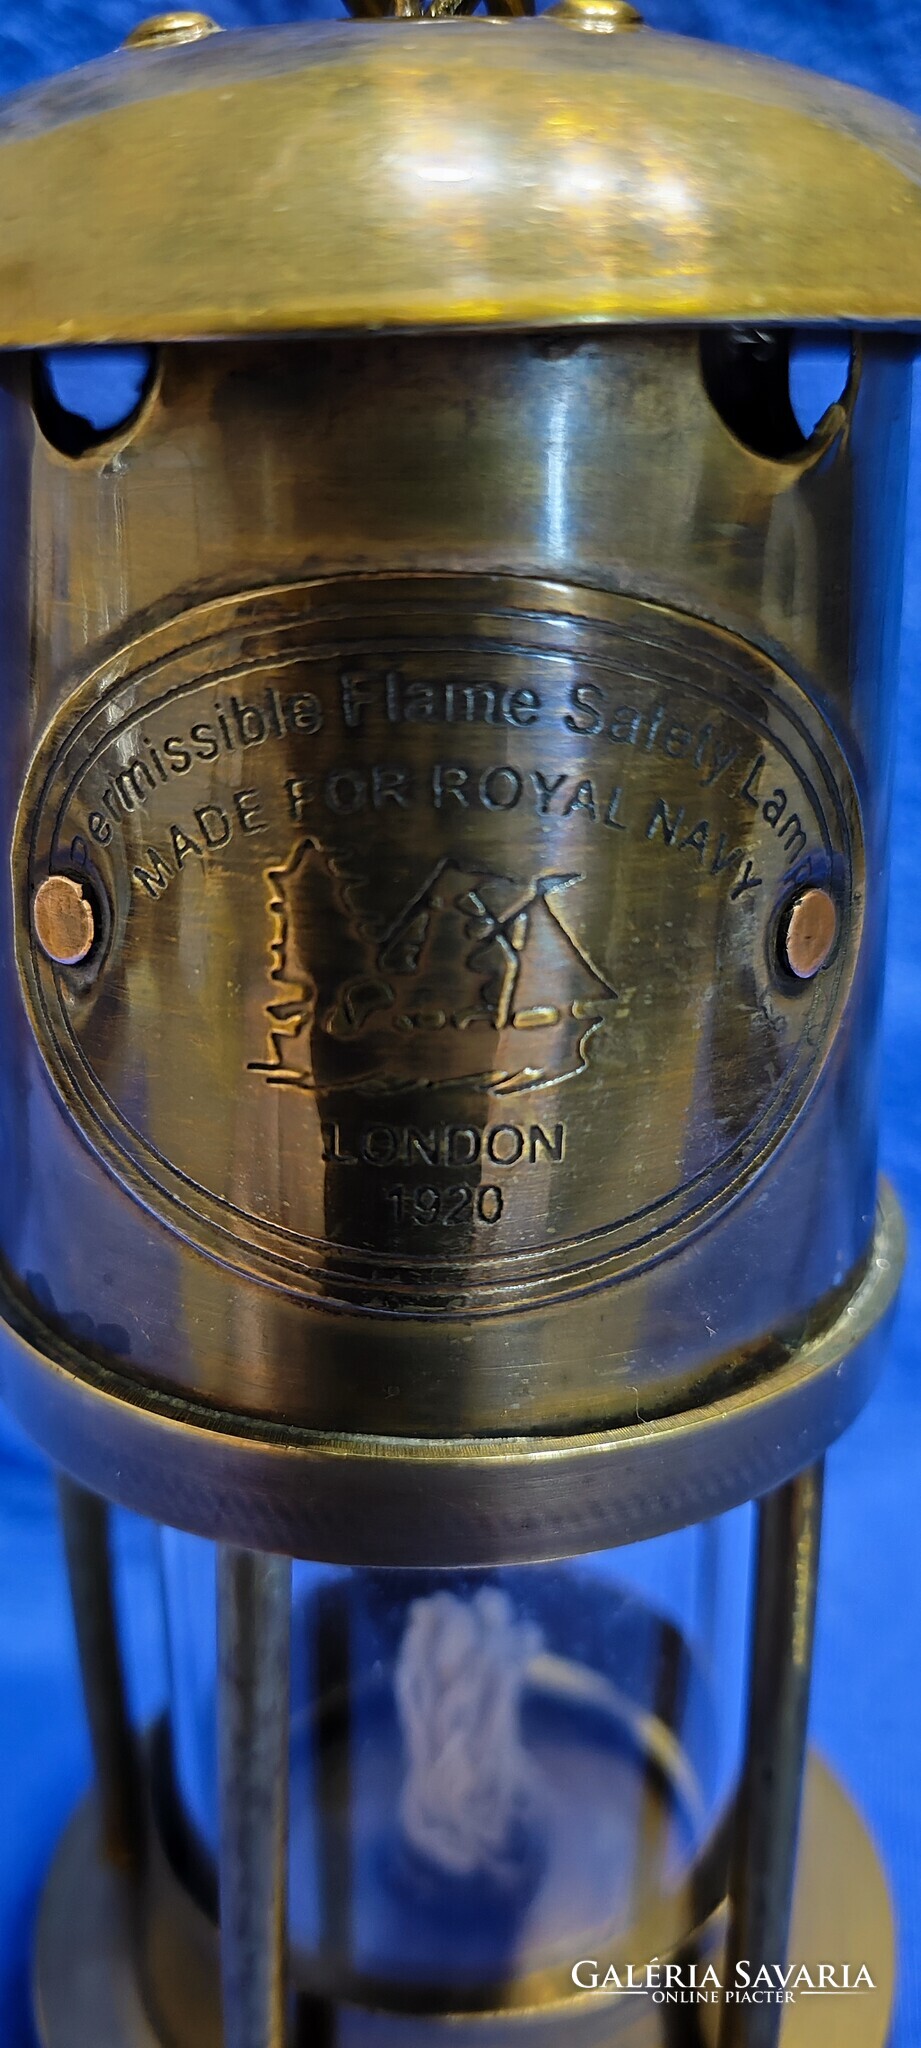 Permissible Flame Safety Lamp
MADE FOR ROYAL NAVY
LONDON
1920
GALÉRIA SAVARIA
ONLINE PIACTÉR